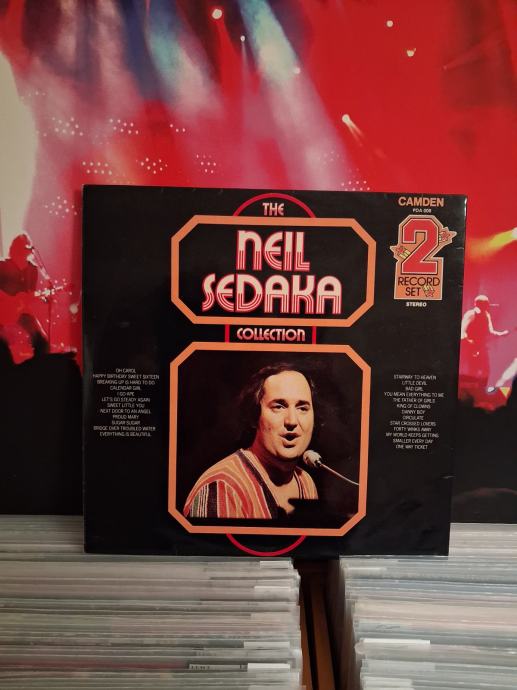 THE
NEIL
SEDAKA
COLLECTION
CAMDEN
PDA 008
2
RECORD
SET
STEREO
OH CAROL
HAPPY BIRTHDAY SWEET SIXTEEN
BREAKING UP IS HARD TO DO
CALENDAR GIRL
I GO APE
LET'S GO STEADY AGAIN
SWEET LITTLE YOU
NEXT DOOR TO AN ANGEL
PROUD MARY
SUGAR SUGAR
BRIDGE OVER TROUBLED WATER
EVERYTHING IS BEAUTIFUL
STAIRWAY TO HEAVEN
LITTLE DEVIL
BAD GIRL
YOU MEAN EVERYTHING TO ME
THE FATHER OF GIRLS
KING OF CLOWNS
DANNY BOY
CIRCULATE
STAR CROSSED LOVERS
FORTY WINKS AWAY
MY WORLD KEEPS GETTING
SMALLER EVERY DAY
ONE WAY TICKET